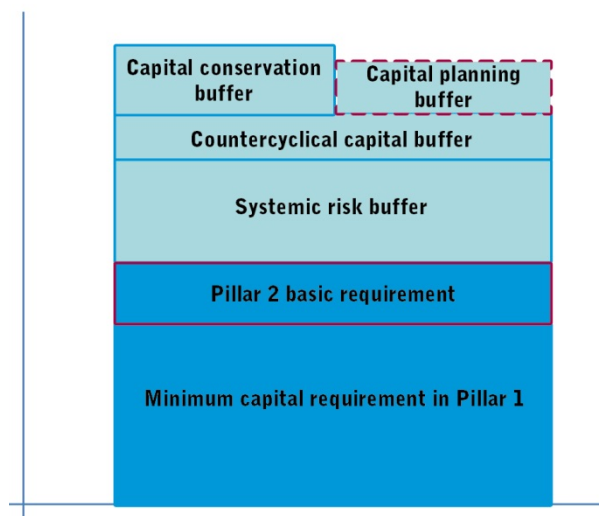 Capital conservation
buffer
Capital planning
buffer
Countercyclical capital buffer
Systemic risk buffer
Pillar 2 basic requirement
Minimum capital requirement in Pillar 1